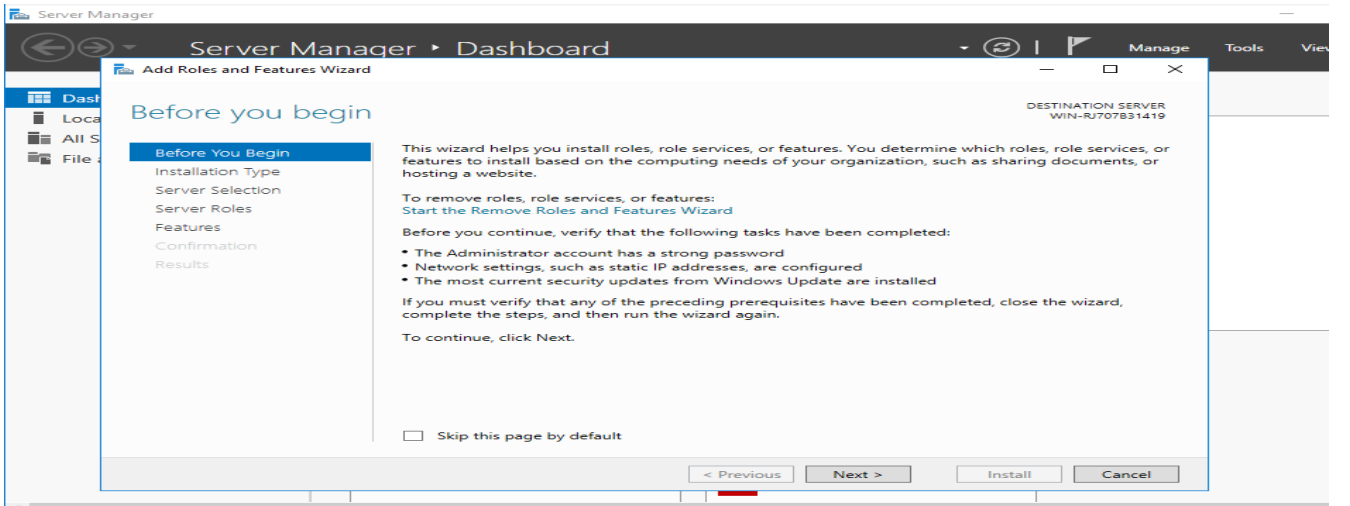 Server Manager
Server Manager • Dashboard
Manage Tools View
Add Roles and Features Wizard
Dash
Loca
All S
File a
Before you begin
DESTINATION SERVER
WIN-RJ707B31419
Before You Begin
Installation Type
Server Selection
Server Roles
Features
Confirmation
Results
This wizard helps you install roles, role services, or features. You determine which roles, role services, or
features to install based on the computing needs of your organization, such as sharing documents, or
hosting a website.
To remove roles, role services, or features:
Start the Remove Roles and Features Wizard
Before you continue, verify that the following tasks have been completed:
• The Administrator account has a strong password
• Network settings, such as static IP addresses, are configured
• The most current security updates from Windows Update are installed
If you must verify that any of the preceding prerequisites have been completed, close the wizard,
complete the steps, and then run the wizard again.
To continue, click Next.
Skip this page by default
< Previous Next > Install Cancel